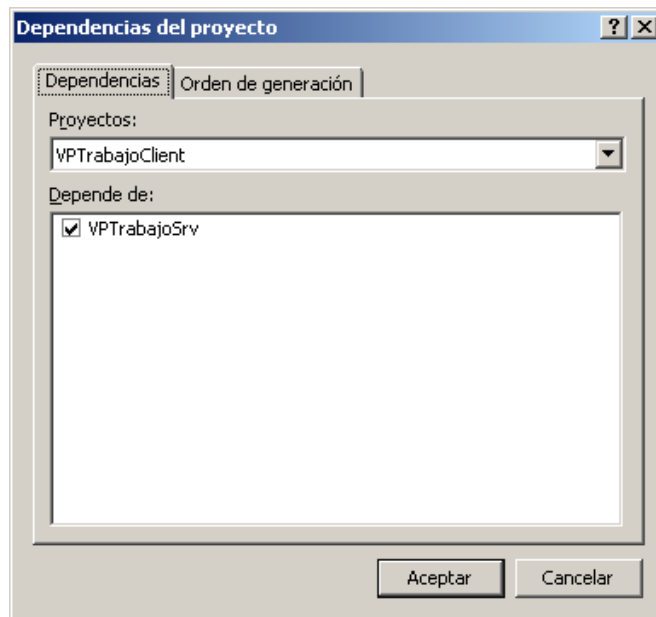 Dependencias del proyecto
Dependencias Orden de generación
Proyectos:
VPTrabajoClient
Depende de:
VPTrabajoSrv
Aceptar Cancelar